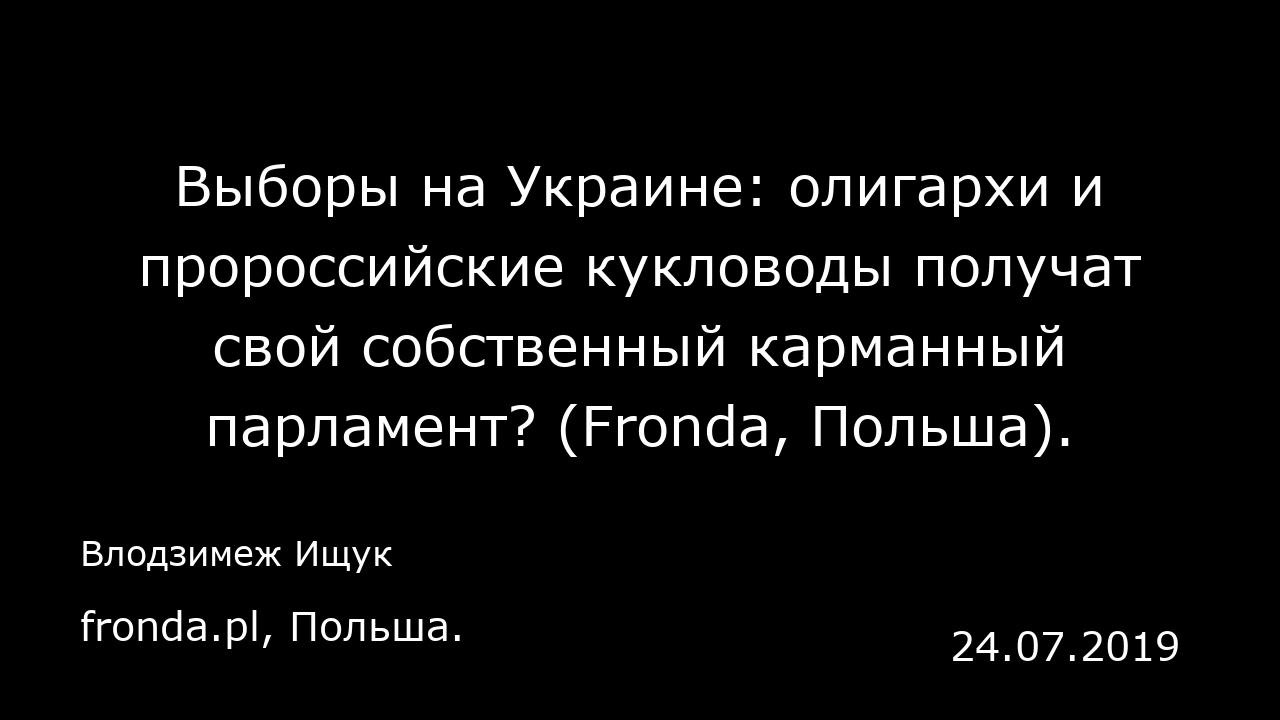 Выборы на Украине: олигархи и
пророссийские кукловоды получат
свой собственный карманный
парламент? (Fronda, Польша).
Влодзимеж Ищук
fronda.pl, Польша.
24.07.2019